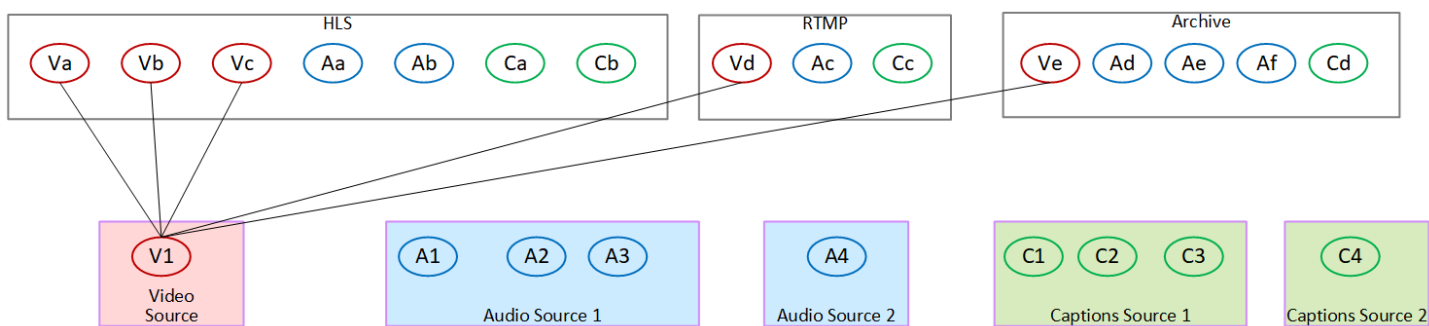 HLS
Va Vb Vc Aa Ab Ca Cb
RTMP
Vd Ac Cc
Archive
Ve Ad Ae Af Cd
V1
Video
Source
A1 A2 A3
Audio Source 1
A4
Audio Source 2
C1 C2 C3
Captions Source 1
C4
Captions Source 2